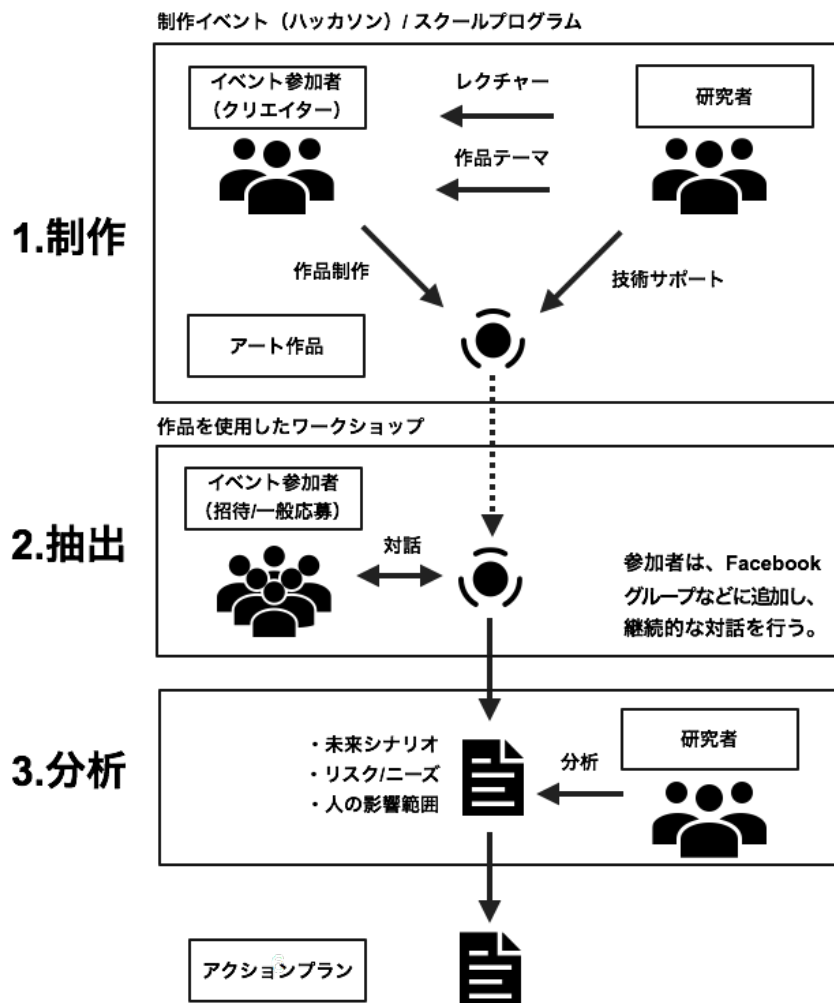 制作イベント（ハッカソン）/ スクールプログラム
イベント参加者
（クリエイター）
レクチャー
研究者
作品テーマ
1.制作
作品制作
技術サポート
アート作品
作品を使用したワークショップ
イベント参加者
（招待/一般応募）
2.抽出
対話
参加者は、Facebook
グループなどに追加し、
継続的な対話を行う。
3.分析
・未来シナリオ
・リスク/ニーズ
・人の影響範囲
分析
研究者
アクションプラン